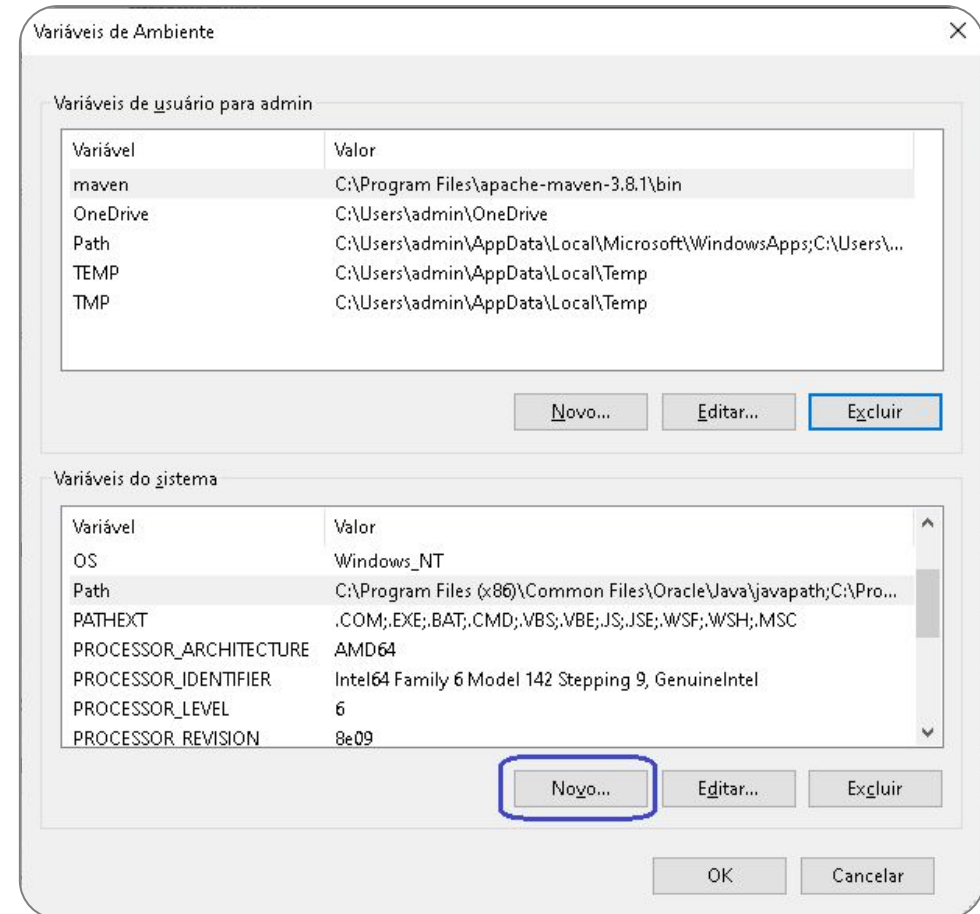 Variáveis de Ambiente
Variáveis de usuário para admin
Variável Valor
maven C:\Program Files\apache-maven-3.8.1\bin
OneDrive C:\Users\admin\OneDrive
Path C:\Users\admin\AppData\Local\Microsoft\WindowsApps;C:\Users\...
TEMP C:\Users\admin\AppData\Local\Temp
TMP C:\Users\admin\AppData\Local\Temp
Novo... Editar... Excluir
Variáveis do sistema
Variável Valor
OS Windows_NT
Path C:\Program Files (x86)\Common Files\Oracle\Java\javapath;C:\Pro...
PATHEXT .COM;.EXE;.BAT;.CMD;.VBS;.VBE;.JS;.JSE;.WSF;.WSH;.MSC
PROCESSOR_ARCHITECTURE AMD64
PROCESSOR_IDENTIFIER Intel64 Family 6 Model 142 Stepping 9, GenuineIntel
PROCESSOR_LEVEL 6
PROCESSOR_REVISION 8e09
Novo... Editar... Excluir
OK Cancelar